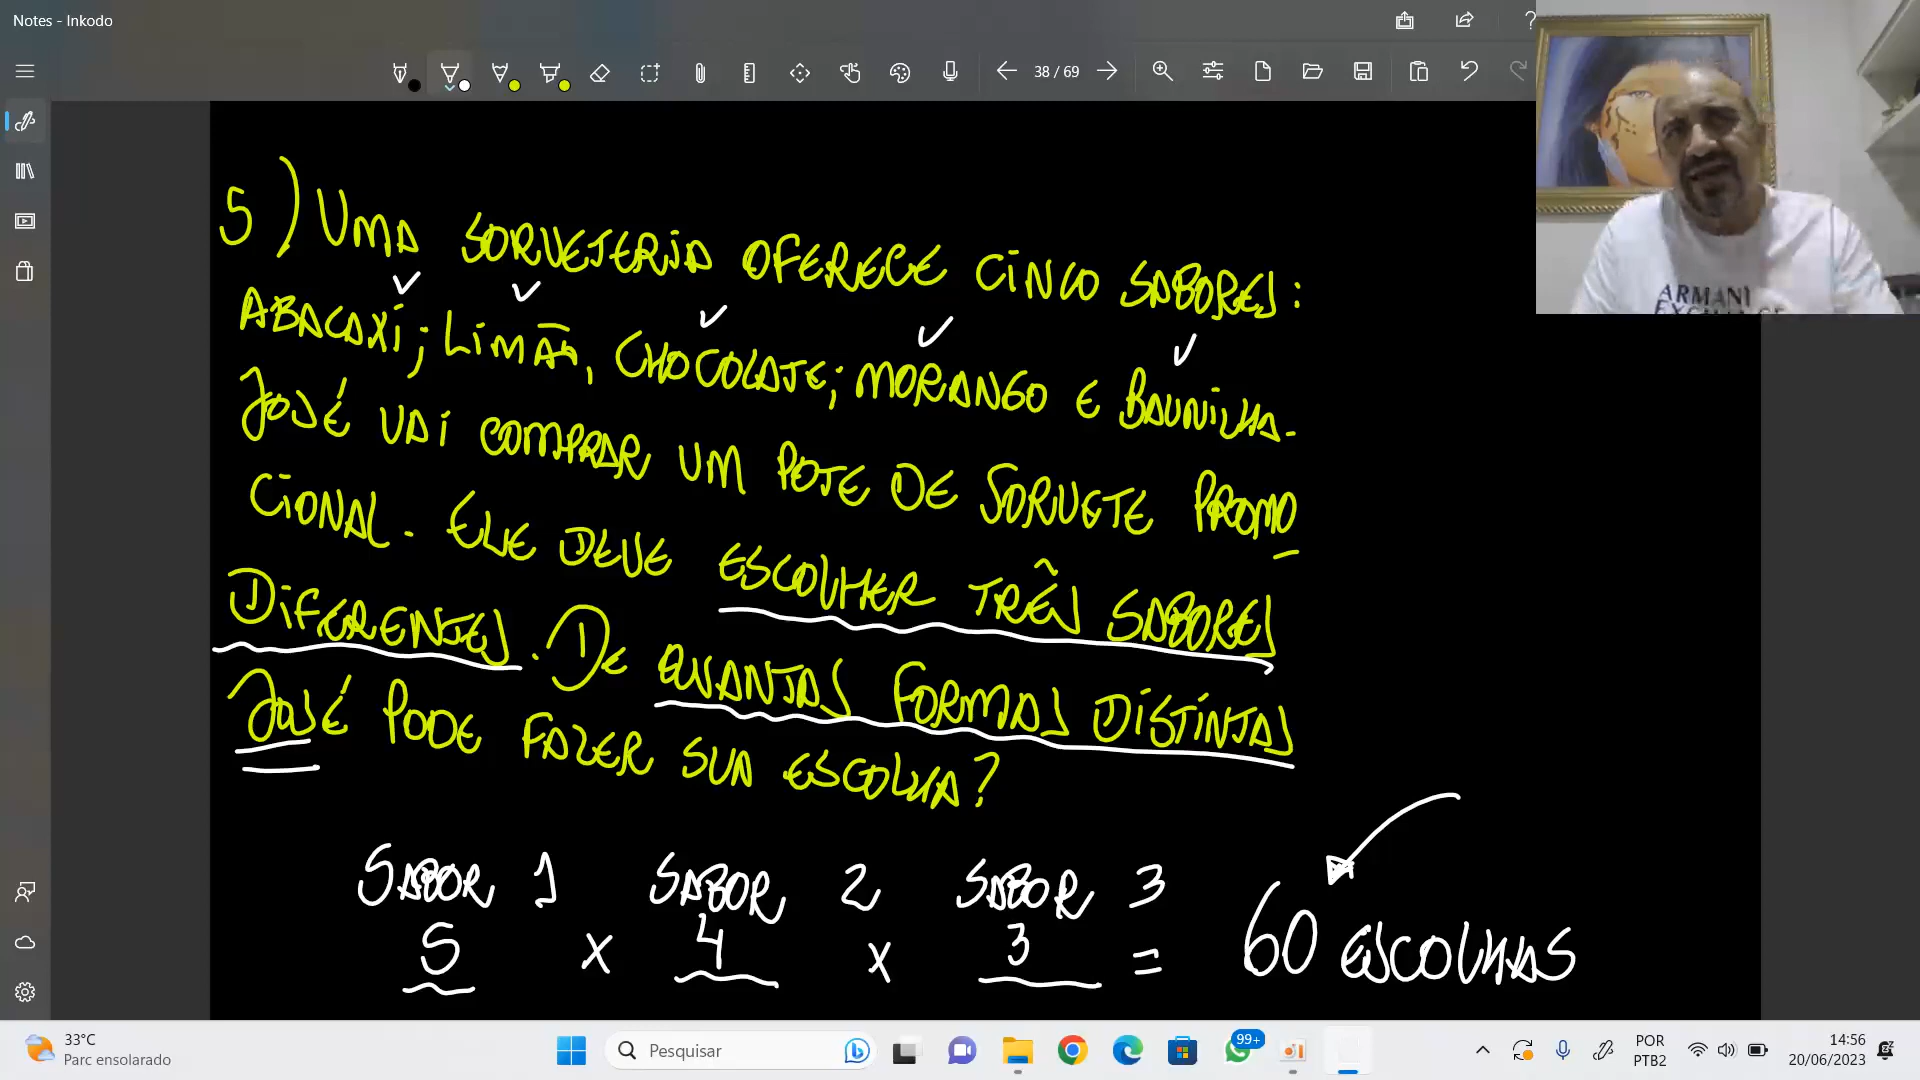 Notes - Inkodo
38 / 69
5) UMA SORVETERIA OFERECE CINCO SABORES:
ABACAXI; LIMÃO, CHOCOLATE; MORANGO E BAUNILHA.
JOSÉ VAI COMPRAR UM POTE DE SORVETE PROMO
CIONAL. ELE DEVE ESCOLHER TRÊS SABORES
DIFERENTES. DE QUANTAS FORMAS DISTINTAS
JOSÉ PODE FAZER SUA ESCOLHA?
SABOR 1 SABOR 2 SABOR 3
5 x 4 x 3 = 60 ESCOLHAS
ARMANI
EXCHANGE
33°C
Parc ensolarado
Pesquisar
99+
POR
PTB2
14:56
20/06/2023